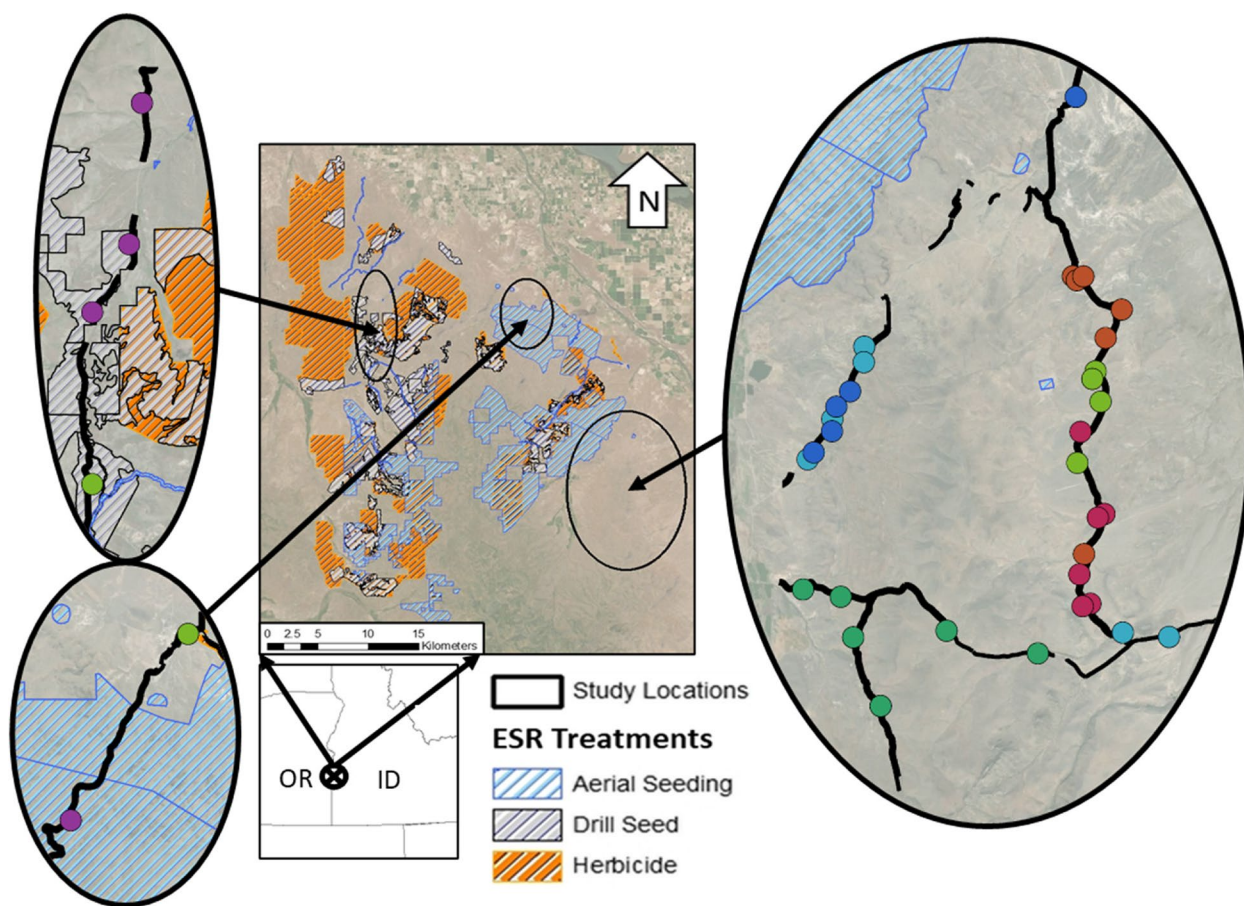 N
0 2.5 5 10 15
Kilometers
OR ID
Study Locations
ESR Treatments
Aerial Seeding
Drill Seed
Herbicide